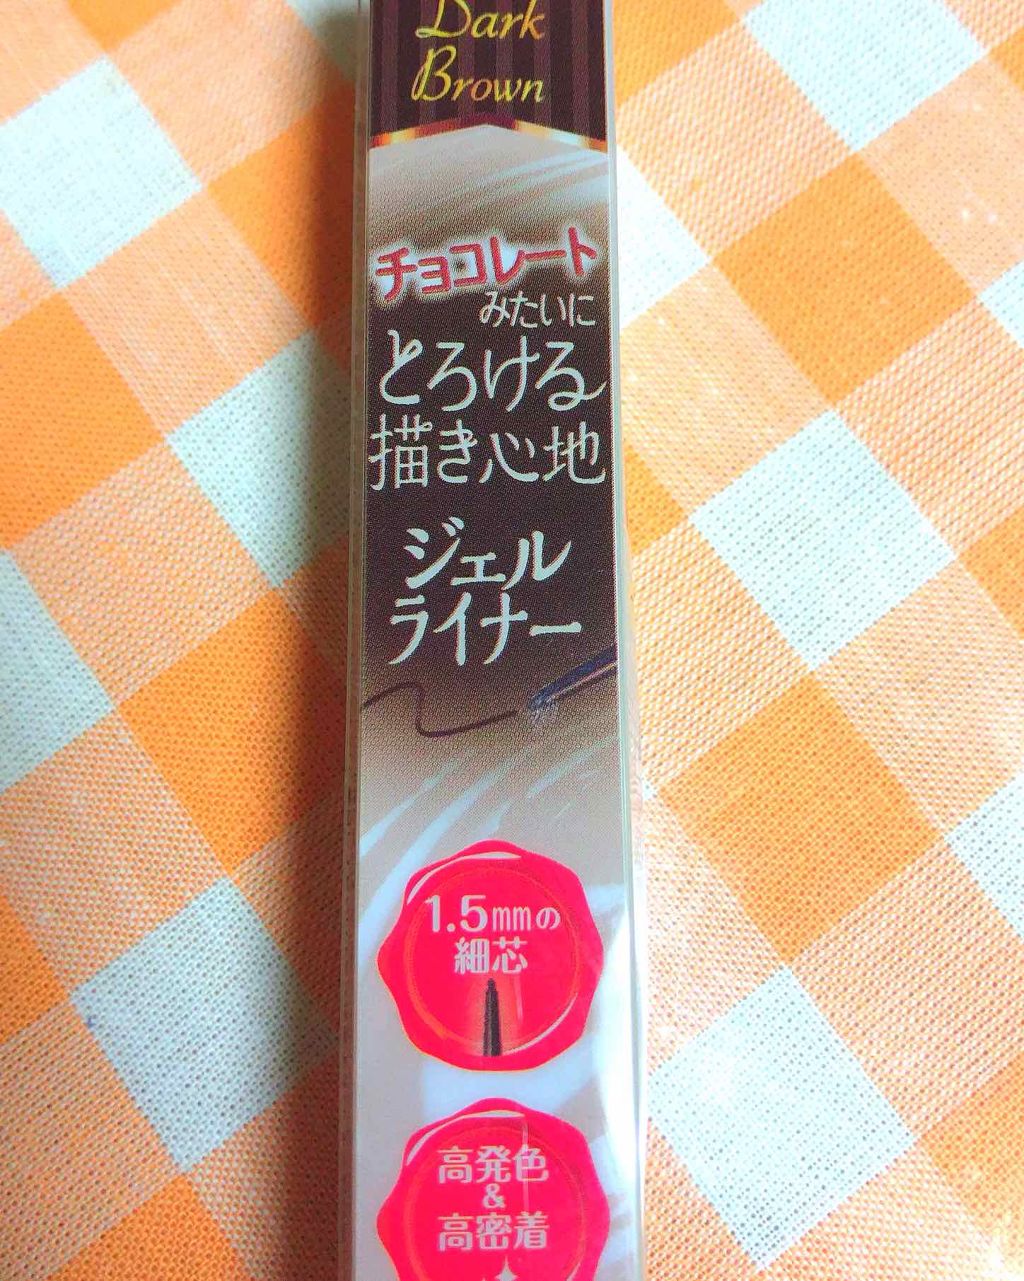 Dark
Brown
チョコレート
みたいに
とろける
描き心地
ジェル
ライナー
1.5mmの
細芯
高発色
&
高密着